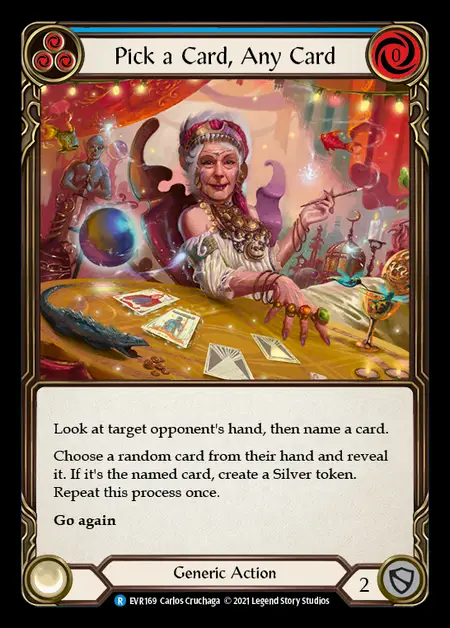 Pick a Card, Any Card
0
Look at target opponent's hand, then name a card.
Choose a random card from their hand and reveal
it. If it's the named card, create a Silver token.
Repeat this process once.
Go again
Generic Action
2
R EVR169 Carlos Cruchaga © 2021 Legend Story Studios